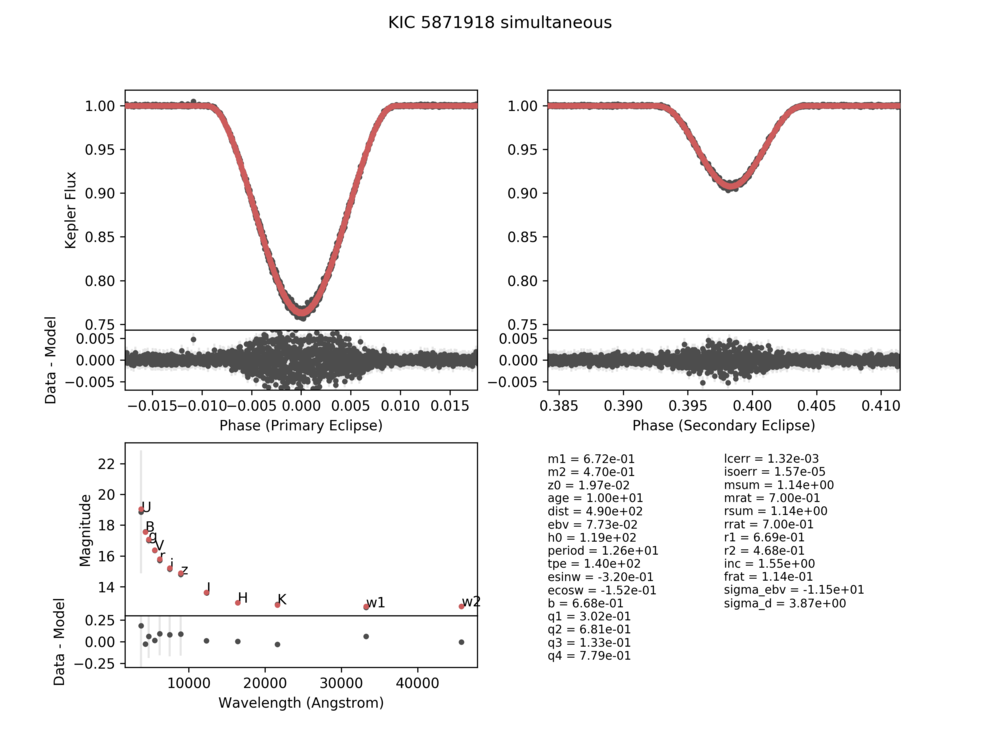 KIC 5871918 simultaneous
Kepler Flux
1.00
0.95
0.90
0.85
0.80
0.75
1.00
0.95
0.90
0.85
0.80
0.75
Data - Model
0.005
0.000
−0.005
0.005
0.000
−0.005
−0.015 −0.010 −0.005 0.000 0.005 0.010 0.015
Phase (Primary Eclipse)
0.385 0.390 0.395 0.400 0.405 0.410
Phase (Secondary Eclipse)
Magnitude
22
20
18
16
14
U
B
g
V
r
i
z
J
H
K
w1
w2
Data - Model
0.25
0.00
−0.25
10000 20000 30000 40000
Wavelength (Angstrom)
m1 = 6.72e-01
m2 = 4.70e-01
z0 = 1.97e-02
age = 1.00e+01
dist = 4.90e+02
ebv = 7.73e-02
h0 = 1.19e+02
period = 1.26e+01
tpe = 1.40e+02
esinw = -3.20e-01
ecosw = -1.52e-01
b = 6.68e-01
q1 = 3.02e-01
q2 = 6.81e-01
q3 = 1.33e-01
q4 = 7.79e-01
lcerr = 1.32e-03
isoerr = 1.57e-05
msum = 1.14e+00
mrat = 7.00e-01
rsum = 1.14e+00
rrat = 7.00e-01
r1 = 6.69e-01
r2 = 4.68e-01
inc = 1.55e+00
frat = 1.14e-01
sigma_ebv = -1.15e+01
sigma_d = 3.87e+00